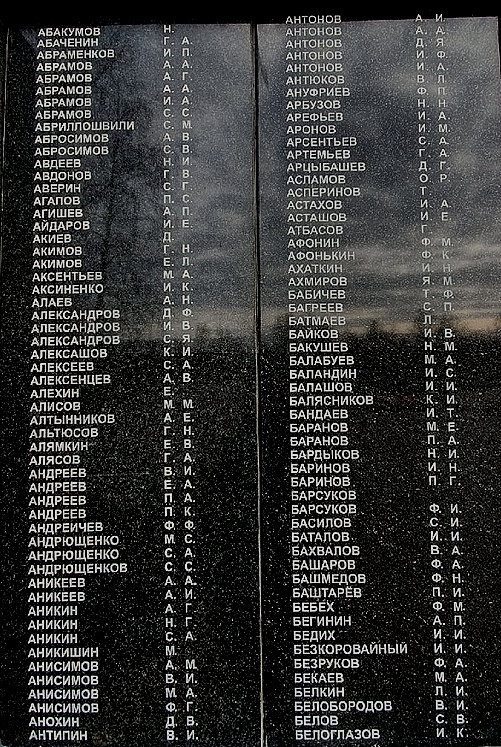 АБАКУМОВ Н.
АБАЧЕНИН Г. А.
АБРАМЕНКОВ И. П.
АБРАМОВ А. А.
АБРАМОВ А. Г.
АБРАМОВ А. А.
АБРАМОВ И. А.
АБРАМОВ С. С.
АБРИЛЛОШВИЛИ С. М.
АБРОСИМОВ А. В.
АБРОСИМОВ С. В.
АВДЕЕВ Н. И.
АВДОНОВ Г. В.
АВЕРИН С. Г.
АГАПОВ П. С.
АГИШЕВ А. П.
АЙДАРОВ И. Е.
АКИЕВ Д.
АКИМОВ Г. Н.
АКИМОВ Е. Л.
АКСЕНТЬЕВ М. А.
АКСИНЕНКО И. К.
АЛАЕВ А. Н.
АЛЕКСАНДРОВ Д. Ф.
АЛЕКСАНДРОВ И. В.
АЛЕКСАНДРОВ С. Я.
АЛЕКСАШОВ К. И.
АЛЕКСЕЕВ С. А.
АЛЕКСЕНЦЕВ А. В.
АЛЕХИН Е.
АЛИСОВ М. М.
АЛТЫННИКОВ А. Е.
АЛЬТЮСОВ Г. Н.
АЛЯМКИН Е. В.
АЛЯСОВ Г. А.
АНДРЕЕВ В. И.
АНДРЕЕВ Е. А.
АНДРЕЕВ П. А.
АНДРЕЕВ П. К.
АНДРЕИЧЕВ Ф. Ф.
АНДРЮЩЕНКО М. С.
АНДРЮЩЕНКО С. А.
АНДРЮЩЕНКОВ С. С.
АНИКЕЕВ А. А.
АНИКЕЕВ А. И.
АНИКИН А. Г.
АНИКИН Н. Г.
АНИКИН С. А.
АНИКИШИН М.
АНИСИМОВ А. М.
АНИСИМОВ В. И.
АНИСИМОВ М. А.
АНИСИМОВ Ф. Г.
АНОХИН Д. В.
АНТИПИН В. И.
АНТОНОВ А. И.
АНТОНОВ А. А.
АНТОНОВ Д. Я.
АНТОНОВ И. Ф.
АНТОНОВ И. А.
АНТЮКОВ В. Л.
АНУФРИЕВ Ф. П.
АРБУЗОВ Н. Н.
АРЕФЬЕВ И. А.
АРОНОВ И. М.
АРСЕНТЬЕВ С. А.
АРТЕМЬЕВ Г. А.
АРЦЫБАШЕВ Д. Г.
АСЛАМОВ О. Р.
АСПЕРИНОВ Т.
АСТАХОВ И. А.
АСТАШОВ И. Е.
АТБАСОВ Г.
АФОНИН Ф. М.
АФОНЬКИН Ф. К.
АХАТКИН И. Н.
АХМИРОВ Я. М.
БАБИЧЕВ Т. Ф.
БАГРЕЕВ С. П.
БАТМАЕВ Л.
БАЙКОВ И. В.
БАКУШЕВ Н. М.
БАЛАБУЕВ М. А.
БАЛАНДИН И. С.
БАЛАШОВ И. И.
БАЛЯСНИКОВ К. И.
БАНДАЕВ И. Т.
БАРАНОВ М. Е.
БАРАНОВ П. А.
БАРДЫКОВ Н. И.
БАРИНОВ И. Н.
БАРИНОВ П. Г.
БАРСУКОВ
БАРСУКОВ Ф. И.
БАСИЛОВ С. И.
БАТАЛОВ И. И.
БАХВАЛОВ В. А.
БАШАРОВ Ф. А.
БАШМЕДОВ Ф. Н.
БАШТАРЁВ П. И.
БЕБЕХ Ф. М.
БЕГИНИН А. П.
БЕДИХ И. И.
БЕЗКОРОВАЙНЫЙ И. И.
БЕЗРУКОВ Ф. А.
БЕКАЕВ М. А.
БЕЛКИН Л. И.
БЕЛОБОРОДОВ В. И.
БЕЛОВ С. В.
БЕЛОГЛАЗОВ И. К.